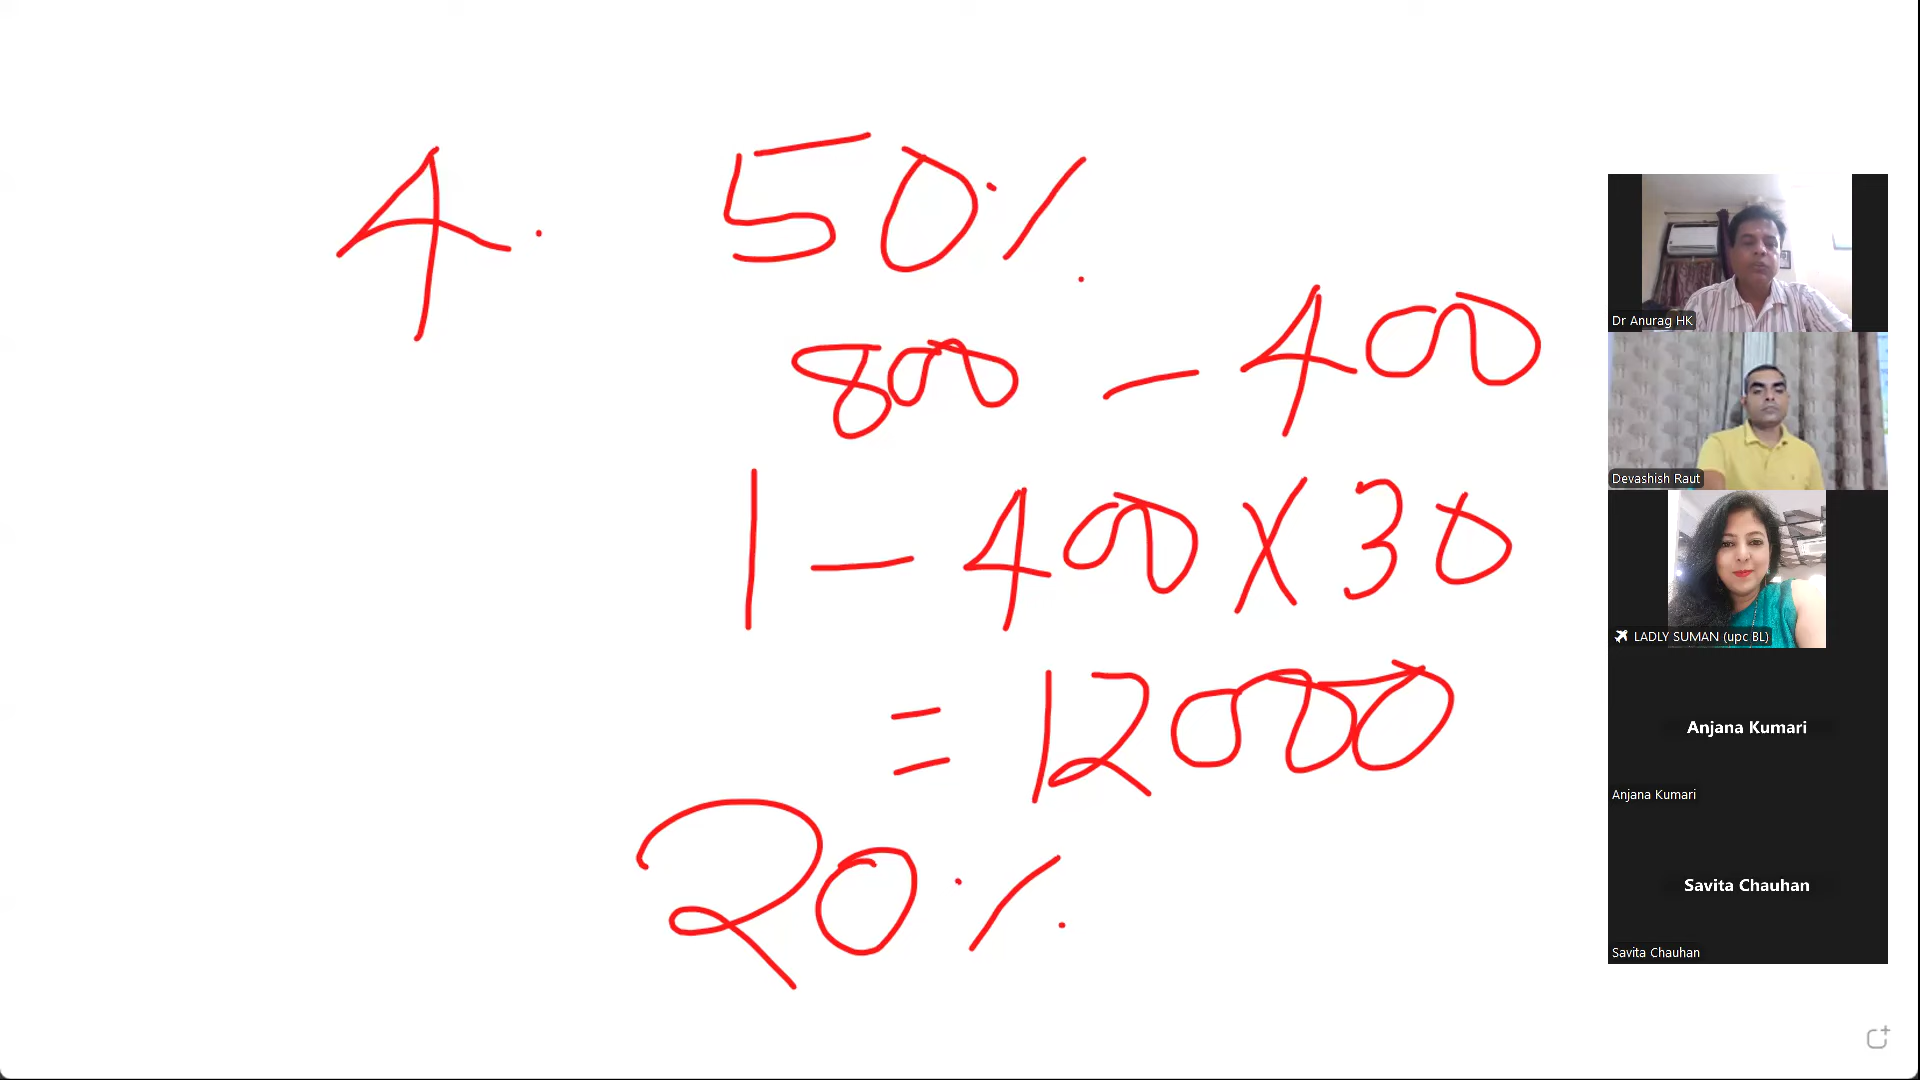 4. 50%.
800 - 400
1 - 400 X 30
= 12000
20%.
Dr Anurag HK
Devashish Raut
LADLY SUMAN (upc BL)
Anjana Kumari
Anjana Kumari
Savita Chauhan
Savita Chauhan